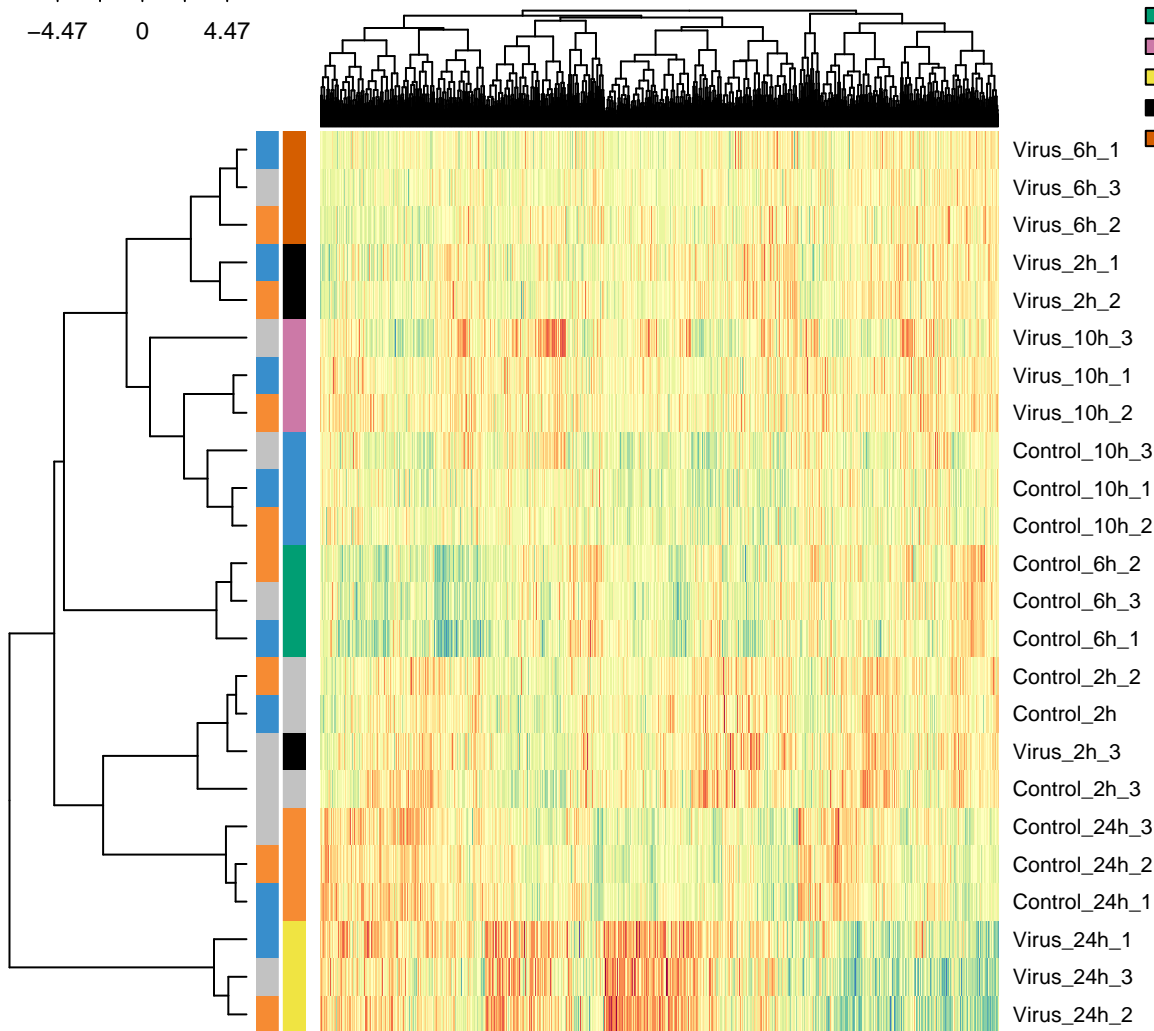 −4.47 0 4.47
Virus_6h_1
Virus_6h_3
Virus_6h_2
Virus_2h_1
Virus_2h_2
Virus_10h_3
Virus_10h_1
Virus_10h_2
Control_10h_3
Control_10h_1
Control_10h_2
Control_6h_2
Control_6h_3
Control_6h_1
Control_2h_2
Control_2h
Virus_2h_3
Control_2h_3
Control_24h_3
Control_24h_2
Control_24h_1
Virus_24h_1
Virus_24h_3
Virus_24h_2